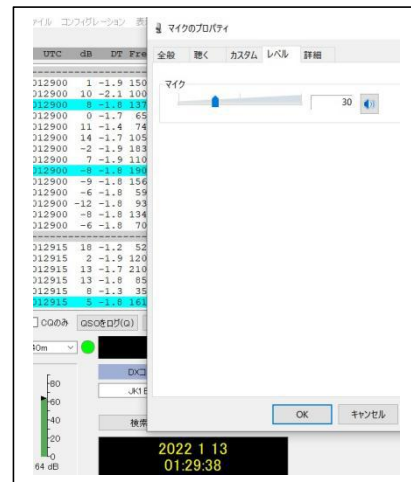 ァイル コンフィグレーション 表
UTC dB DT Fre
012900 1 -1.9 150
012900 10 -2.1 100
012900 8 -1.8 137
012900 0 -1.7 65
012900 11 -1.4 74
012900 14 -1.7 105
012900 -2 -1.9 183
012900 7 -1.9 110
012900 -8 -1.8 190
012900 -9 -1.8 156
012900 -6 -1.8 59
012900 -12 -1.8 93
012900 -8 -1.8 134
012900 -6 -1.8 70
012915 18 -1.2 52
012915 2 -1.9 120
012915 13 -1.7 210
012915 13 -1.8 85
012915 8 -1.3 35
012915 5 -1.8 161
CQのみ QSOをログ(Q)
40m
DXコ
JK1E
検索
80
60
40
20
0
64 dB
2022 1 13
01:29:38
マイクのプロパティ
全般 聴く カスタム レベル 詳細
マイク
30
OK キャンセル